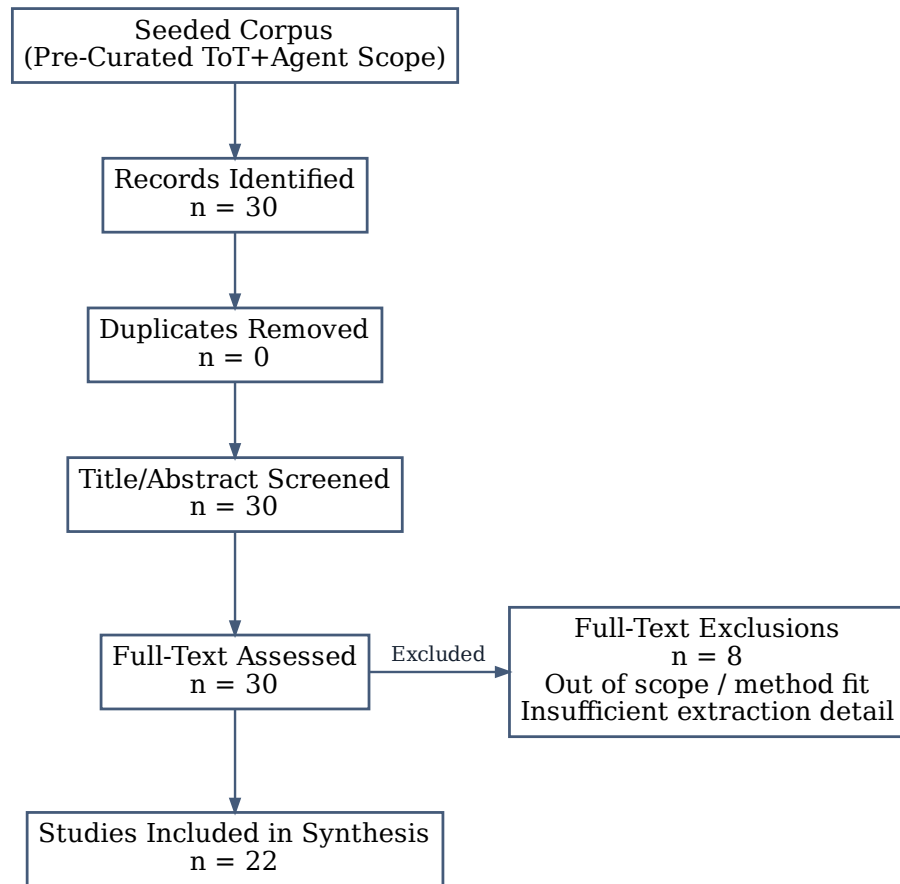 Seeded Corpus
(Pre-Curated ToT+Agent Scope)
Records Identified
n = 30
Duplicates Removed
n = 0
Title/Abstract Screened
n = 30
Full-Text Assessed
n = 30
Excluded
Full-Text Exclusions
n = 8
Out of scope / method fit
Insufficient extraction detail
Studies Included in Synthesis
n = 22